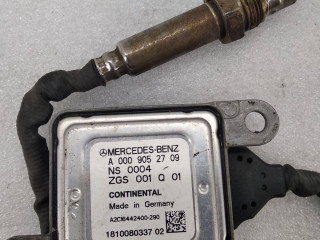 MERCEDES-BENZ
A 000 905 27 09
NS 0004
ZGS 001 Q 01
CONTINENTAL
Made in Germany
A2C16442400-290
1810080337 02